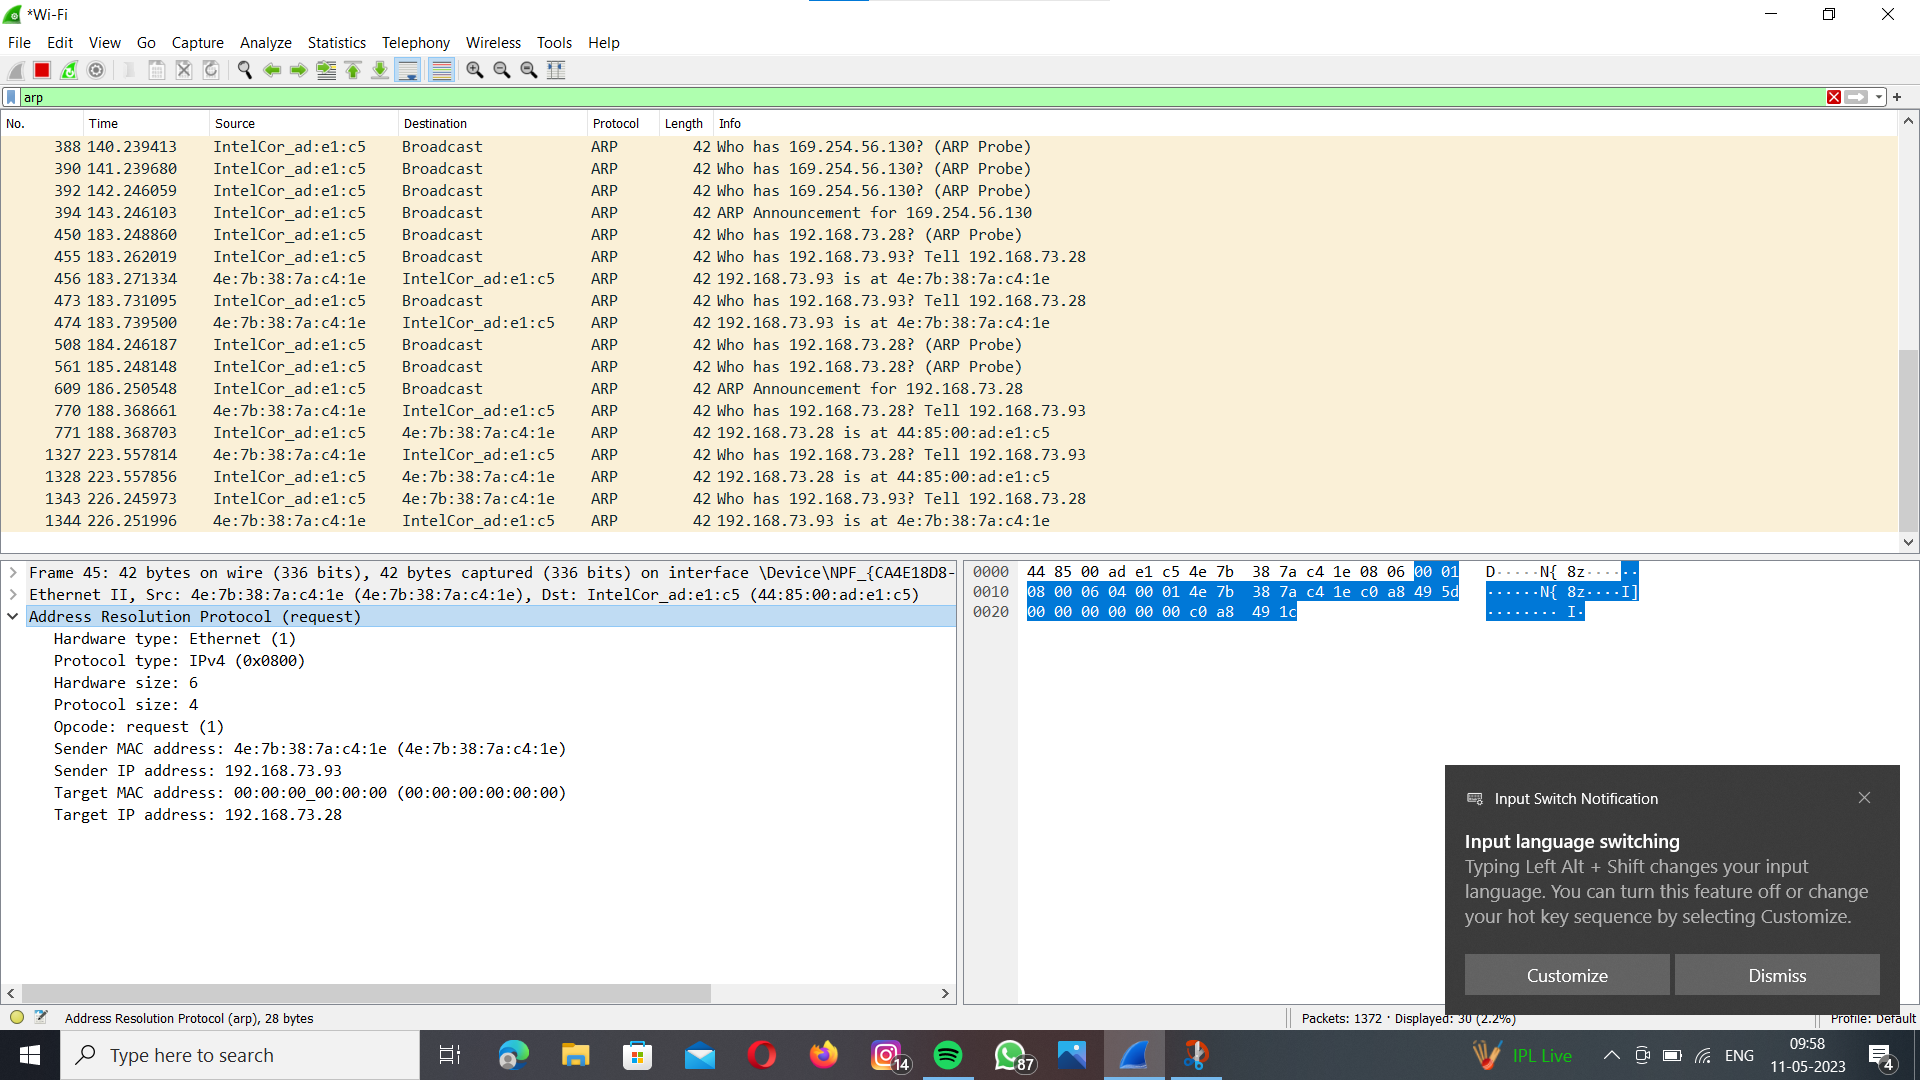 *Wi-Fi
File Edit View Go Capture Analyze Statistics Telephony Wireless Tools Help
arp
No. Time Source Destination Protocol Length Info
388 140.239413 IntelCor_ad:e1:c5 Broadcast ARP 42 Who has 169.254.56.130? (ARP Probe)
390 141.239680 IntelCor_ad:e1:c5 Broadcast ARP 42 Who has 169.254.56.130? (ARP Probe)
392 142.246059 IntelCor_ad:e1:c5 Broadcast ARP 42 Who has 169.254.56.130? (ARP Probe)
394 143.246103 IntelCor_ad:e1:c5 Broadcast ARP 42 ARP Announcement for 169.254.56.130
450 183.248860 IntelCor_ad:e1:c5 Broadcast ARP 42 Who has 192.168.73.28? (ARP Probe)
455 183.262019 IntelCor_ad:e1:c5 Broadcast ARP 42 Who has 192.168.73.93? Tell 192.168.73.28
456 183.271334 4e:7b:38:7a:c4:1e IntelCor_ad:e1:c5 ARP 42 192.168.73.93 is at 4e:7b:38:7a:c4:1e
473 183.731095 IntelCor_ad:e1:c5 Broadcast ARP 42 Who has 192.168.73.93? Tell 192.168.73.28
474 183.739500 4e:7b:38:7a:c4:1e IntelCor_ad:e1:c5 ARP 42 192.168.73.93 is at 4e:7b:38:7a:c4:1e
508 184.246187 IntelCor_ad:e1:c5 Broadcast ARP 42 Who has 192.168.73.28? (ARP Probe)
561 185.248148 IntelCor_ad:e1:c5 Broadcast ARP 42 Who has 192.168.73.28? (ARP Probe)
609 186.250548 IntelCor_ad:e1:c5 Broadcast ARP 42 ARP Announcement for 192.168.73.28
770 188.368661 4e:7b:38:7a:c4:1e IntelCor_ad:e1:c5 ARP 42 Who has 192.168.73.28? Tell 192.168.73.93
771 188.368703 IntelCor_ad:e1:c5 4e:7b:38:7a:c4:1e ARP 42 192.168.73.28 is at 44:85:00:ad:e1:c5
1327 223.557814 4e:7b:38:7a:c4:1e IntelCor_ad:e1:c5 ARP 42 Who has 192.168.73.28? Tell 192.168.73.93
1328 223.557856 IntelCor_ad:e1:c5 4e:7b:38:7a:c4:1e ARP 42 192.168.73.28 is at 44:85:00:ad:e1:c5
1343 226.245973 IntelCor_ad:e1:c5 4e:7b:38:7a:c4:1e ARP 42 Who has 192.168.73.93? Tell 192.168.73.28
1344 226.251996 4e:7b:38:7a:c4:1e IntelCor_ad:e1:c5 ARP 42 192.168.73.93 is at 4e:7b:38:7a:c4:1e
Frame 45: 42 bytes on wire (336 bits), 42 bytes captured (336 bits) on interface \Device\NPF_{CA4E18D8-
Ethernet II, Src: 4e:7b:38:7a:c4:1e (4e:7b:38:7a:c4:1e), Dst: IntelCor_ad:e1:c5 (44:85:00:ad:e1:c5)
Address Resolution Protocol (request)
Hardware type: Ethernet (1)
Protocol type: IPv4 (0x0800)
Hardware size: 6
Protocol size: 4
Opcode: request (1)
Sender MAC address: 4e:7b:38:7a:c4:1e (4e:7b:38:7a:c4:1e)
Sender IP address: 192.168.73.93
Target MAC address: 00:00:00_00:00:00 (00:00:00:00:00:00)
Target IP address: 192.168.73.28
0000 44 85 00 ad e1 c5 4e 7b 38 7a c4 1e 08 06 00 01 D·····N{ 8z······
0010 08 00 06 04 00 01 4e 7b 38 7a c4 1e c0 a8 49 5d ······N{ 8z····I]
0020 00 00 00 00 00 00 c0 a8 49 1c ········ I·
Input Switch Notification
Input language switching
Typing Left Alt + Shift changes your input
language. You can turn this feature off or change
your hot key sequence by selecting Customize.
Customize Dismiss
Address Resolution Protocol (arp), 28 bytes
Packets: 1372 · Displayed: 30 (2.2%)
Profile: Default
Type here to search
14
87
IPL Live
ENG
09:58
11-05-2023
4